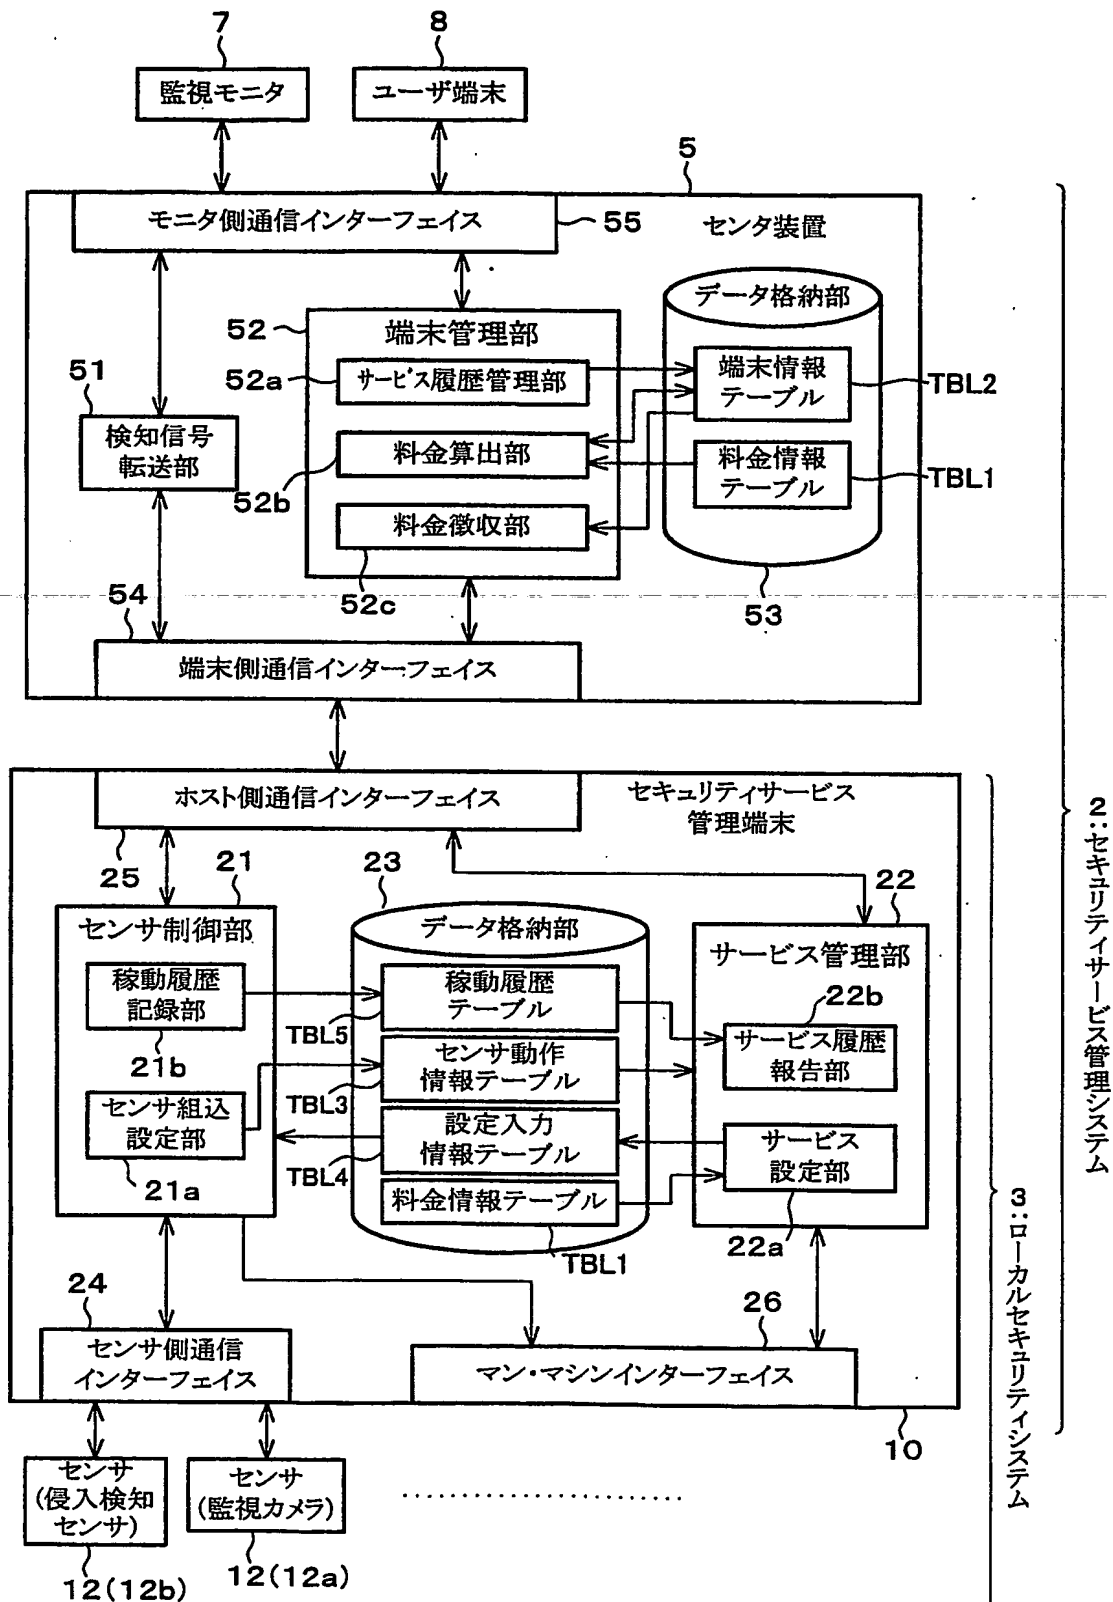 7
8
監視モニタ
ユーザ端末
5
モニタ側通信インターフェイス
55
センタ装置
データ格納部
52
端末管理部
52a
サービス履歴管理部
端末情報
テーブル
TBL2
51
検知信号
転送部
料金算出部
52b
料金情報
テーブル
TBL1
料金徴収部
52c
53
54
端末側通信インターフェイス
ホスト側通信インターフェイス
セキュリティサービス
管理端末
25
21
23
22
センサ制御部
データ格納部
サービス管理部
稼動履歴
記録部
21b
稼動履歴
テーブル
TBL5
22b
サービス履歴
報告部
センサ動作
情報テーブル
TBL3
センサ組込
設定部
21a
設定入力
情報テーブル
TBL4
サービス
設定部
22a
料金情報テーブル
TBL1
24
センサ側通信
インターフェイス
26
マン・マシンインターフェイス
10
センサ
(侵入検知
センサ)
12(12b)
センサ
(監視カメラ)
12(12a)
2:セキュリティサービス管理システム
3:ローカルセキュリティシステム